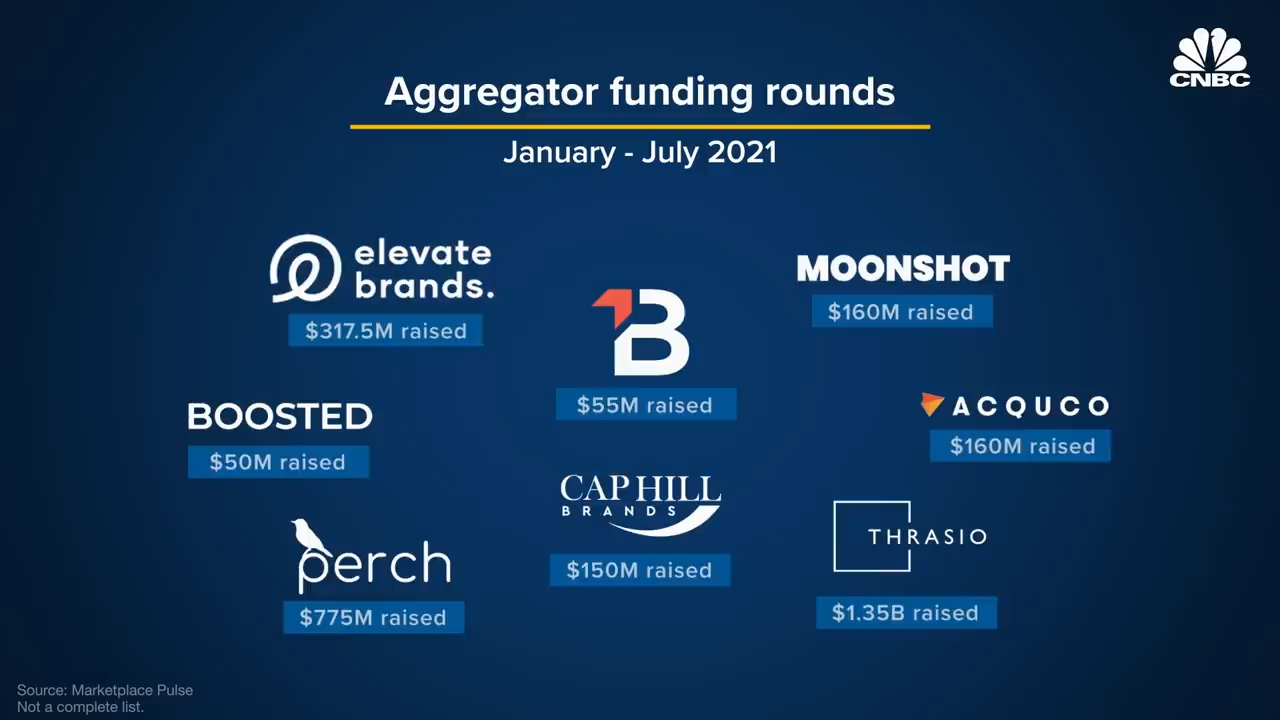 CNBC
Aggregator funding rounds
January - July 2021
elevate
brands.
$317.5M raised
MOONSHOT
$160M raised
1B
$55M raised
BOOSTED
$50M raised
ACQUCO
$160M raised
CAP HILL
BRANDS
$150M raised
perch
$775M raised
THRASIO
$1.35B raised
Source: Marketplace Pulse
Not a complete list.